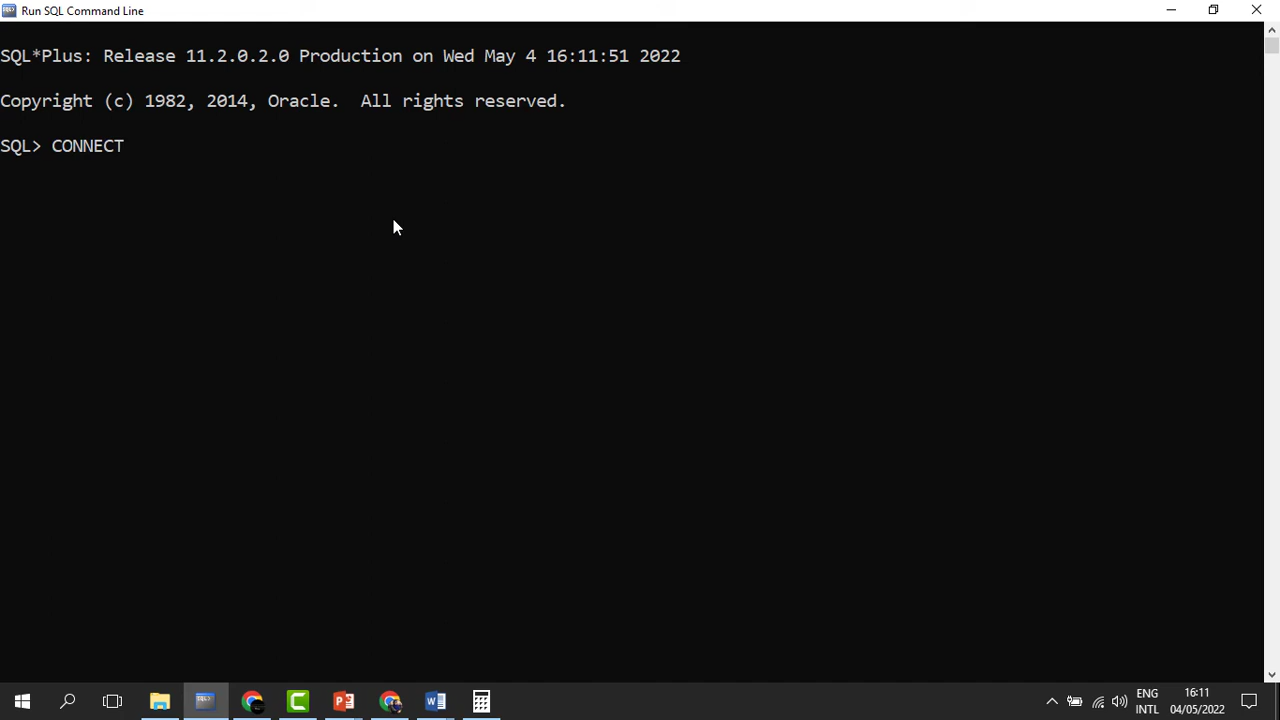 Run SQL Command Line
SQL*Plus: Release 11.2.0.2.0 Production on Wed May 4 16:11:51 2022
Copyright (c) 1982, 2014, Oracle.  All rights reserved.
SQL> CONNECT
ENG
INTL
16:11
04/05/2022